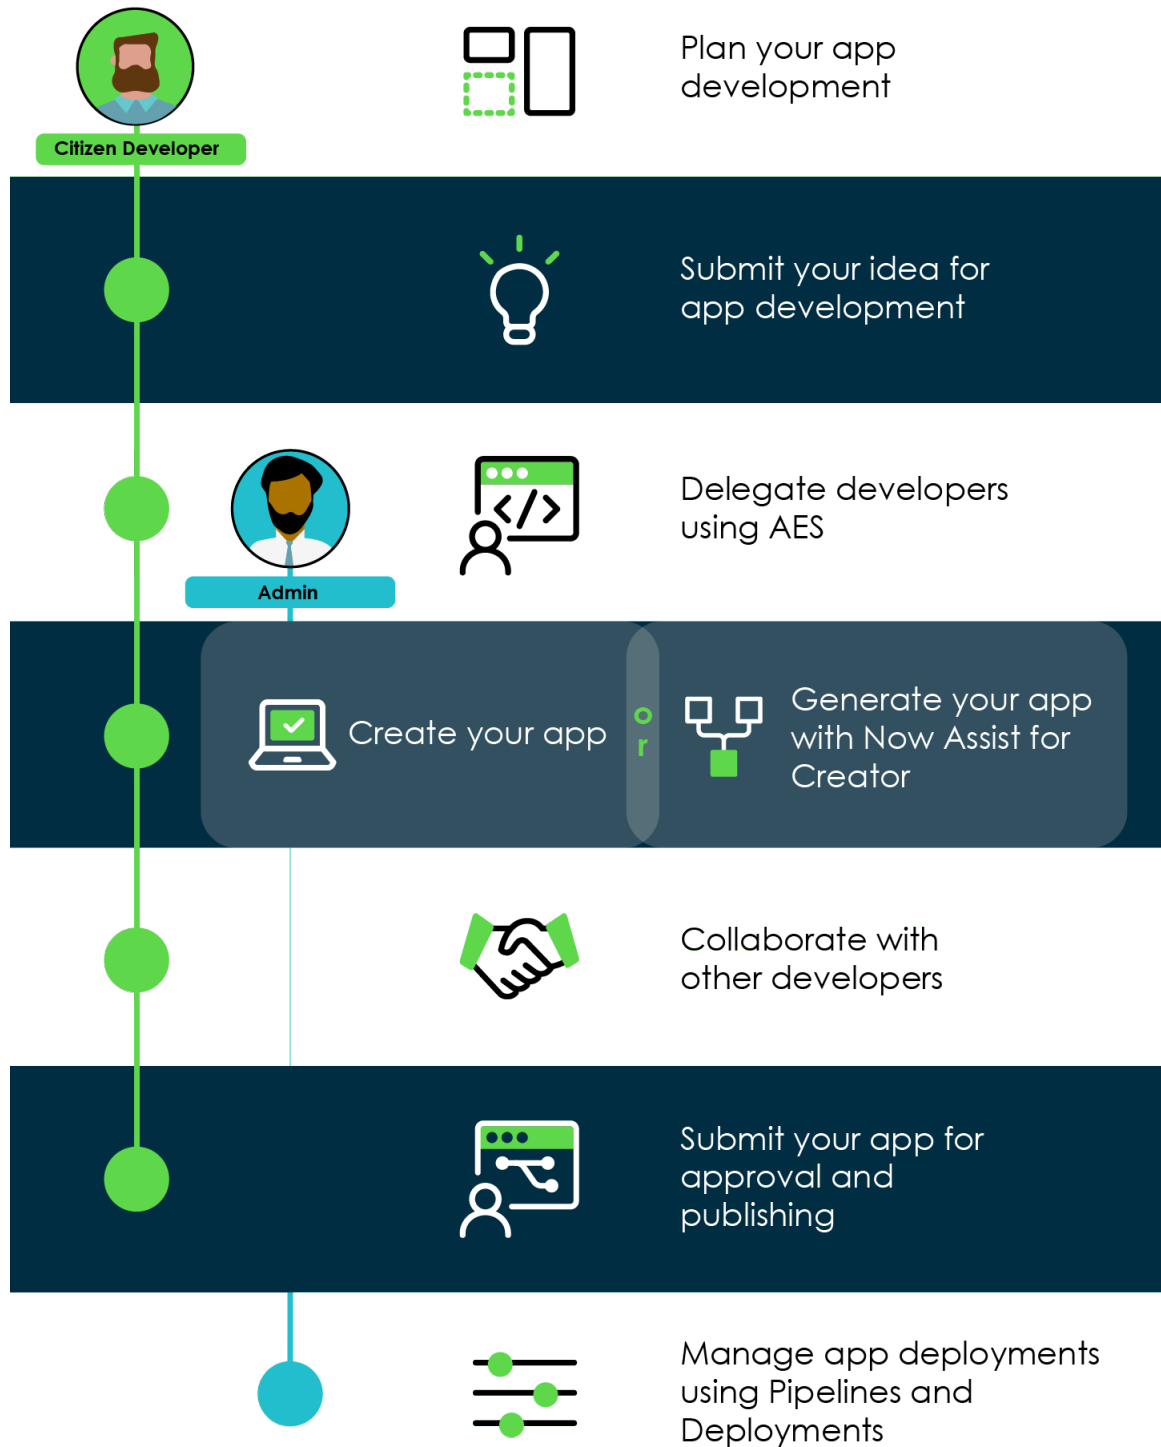 Plan your app
development
Citizen Developer
Submit your idea for
app development
Delegate developers
using AES
Admin
Create your app
or
Generate your app
with Now Assist for
Creator
Collaborate with
other developers
Submit your app for
approval and
publishing
Manage app deployments
using Pipelines and
Deployments